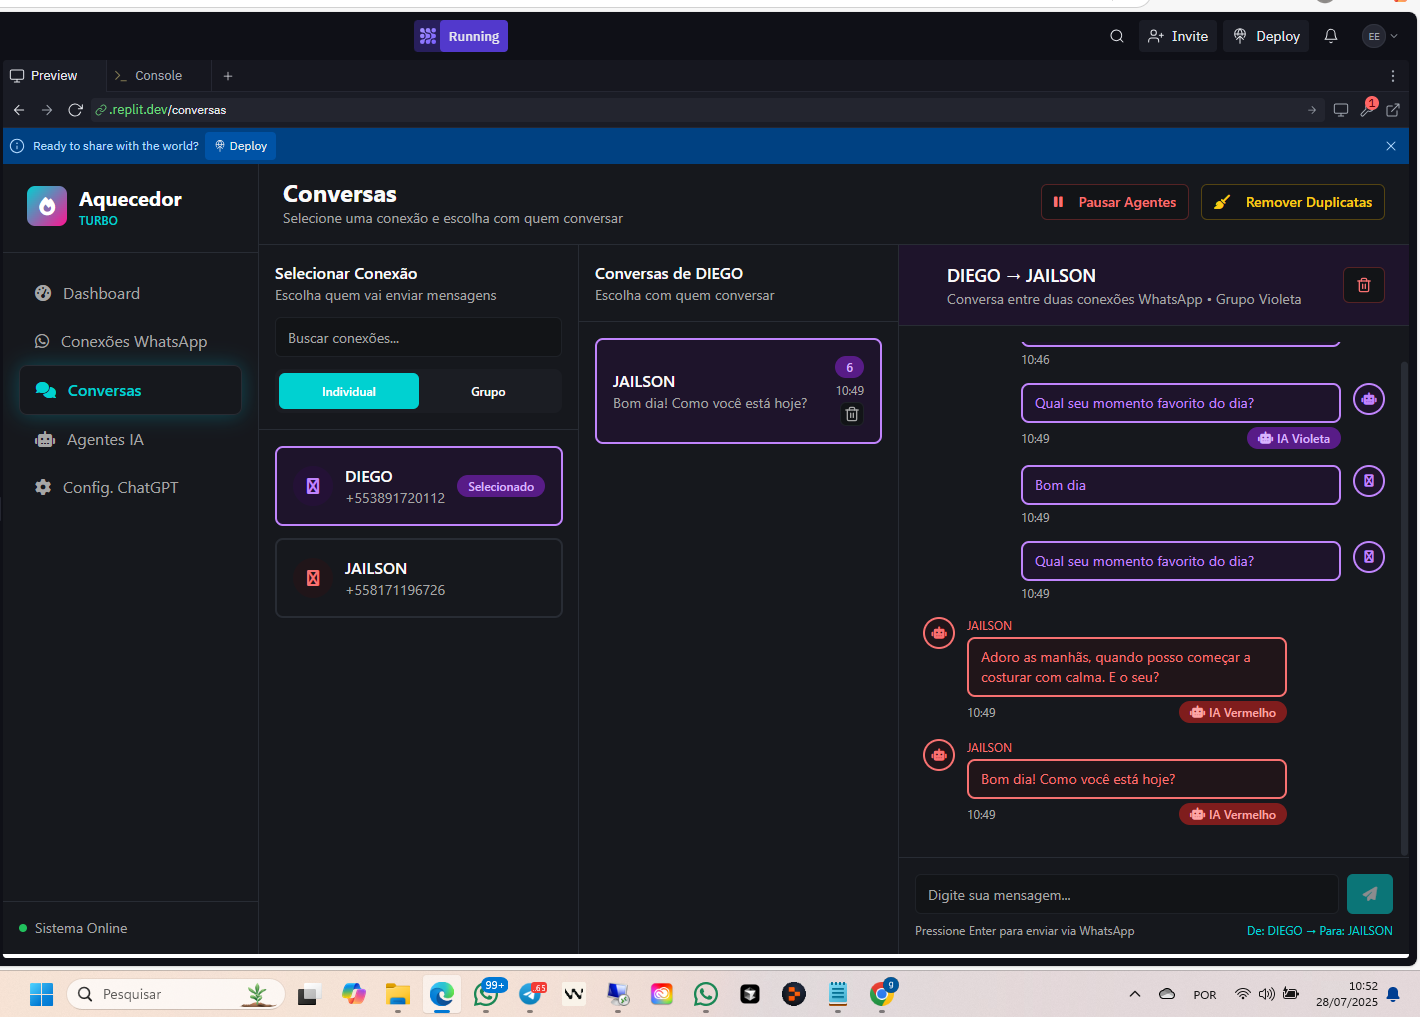 Running
Invite
Deploy
EE
Preview
Console
.replit.dev/conversas
1
Ready to share with the world?
Deploy
Aquecedor
TURBO
Dashboard
Conexões WhatsApp
Conversas
Agentes IA
Config. ChatGPT
Sistema Online
Conversas
Selecione uma conexão e escolha com quem conversar
Pausar Agentes
Remover Duplicatas
Selecionar Conexão
Escolha quem vai enviar mensagens
Buscar conexões...
Individual
Grupo
DIEGO
+553891720112
Selecionado
JAILSON
+558171196726
Conversas de DIEGO
Escolha com quem conversar
JAILSON
Bom dia! Como você está hoje?
6
10:49
DIEGO → JAILSON
Conversa entre duas conexões WhatsApp • Grupo Violeta
10:46
Qual seu momento favorito do dia?
10:49
IA Violeta
Bom dia
10:49
Qual seu momento favorito do dia?
10:49
JAILSON
Adoro as manhãs, quando posso começar a
costurar com calma. E o seu?
10:49
IA Vermelho
JAILSON
Bom dia! Como você está hoje?
10:49
IA Vermelho
Digite sua mensagem...
Pressione Enter para enviar via WhatsApp
De: DIEGO → Para: JAILSON
Pesquisar
99+
65
g
POR
10:52
28/07/2025